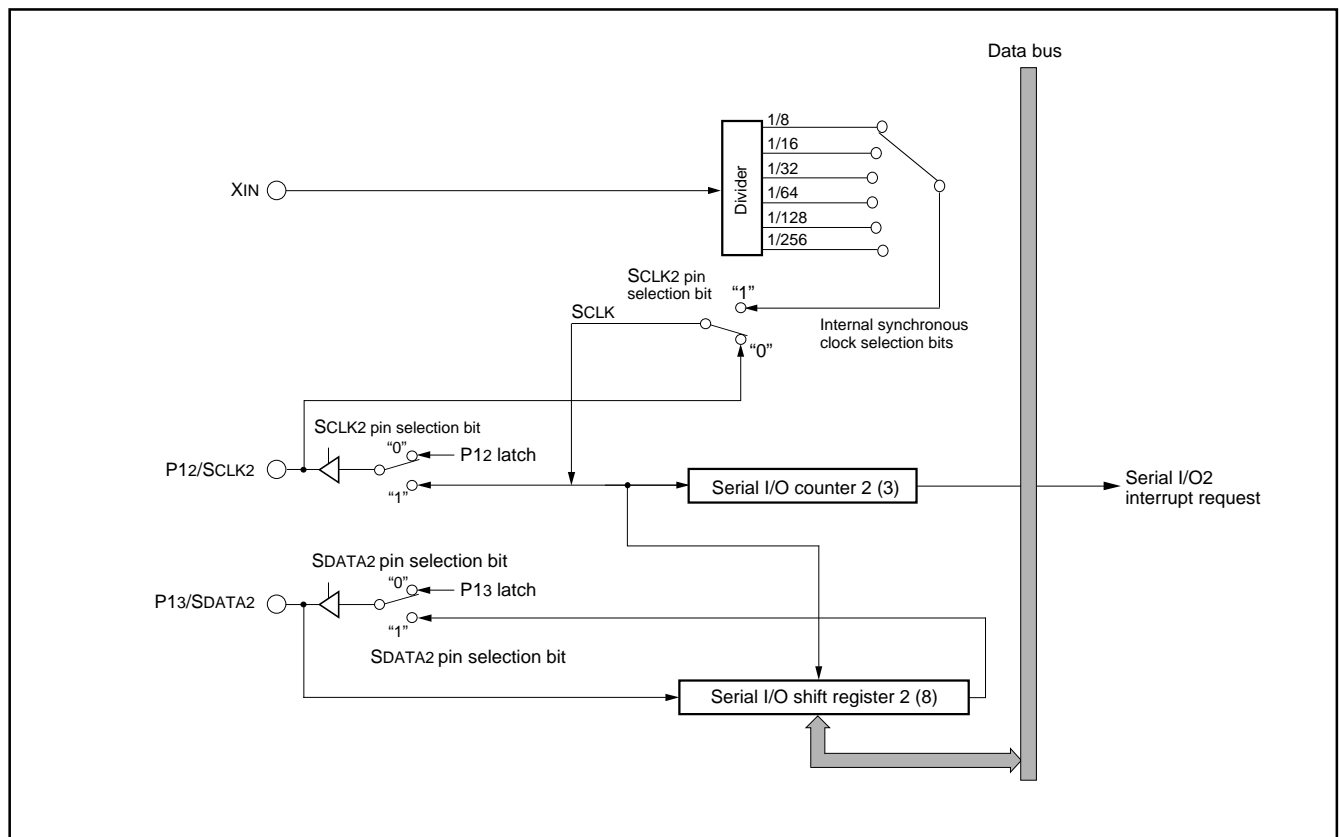 Data bus
1/8
1/16
1/32
1/64
1/128
1/256
XIN
Divider
SCLK2 pin
selection bit
"1"
SCLK
"0"
Internal synchronous
clock selection bits
SCLK2 pin selection bit
"0"
P12 latch
P12/SCLK2
"1"
Serial I/O counter 2 (3)
Serial I/O2
interrupt request
SDATA2 pin selection bit
"0"
P13 latch
P13/SDATA2
"1"
SDATA2 pin selection bit
Serial I/O shift register 2 (8)